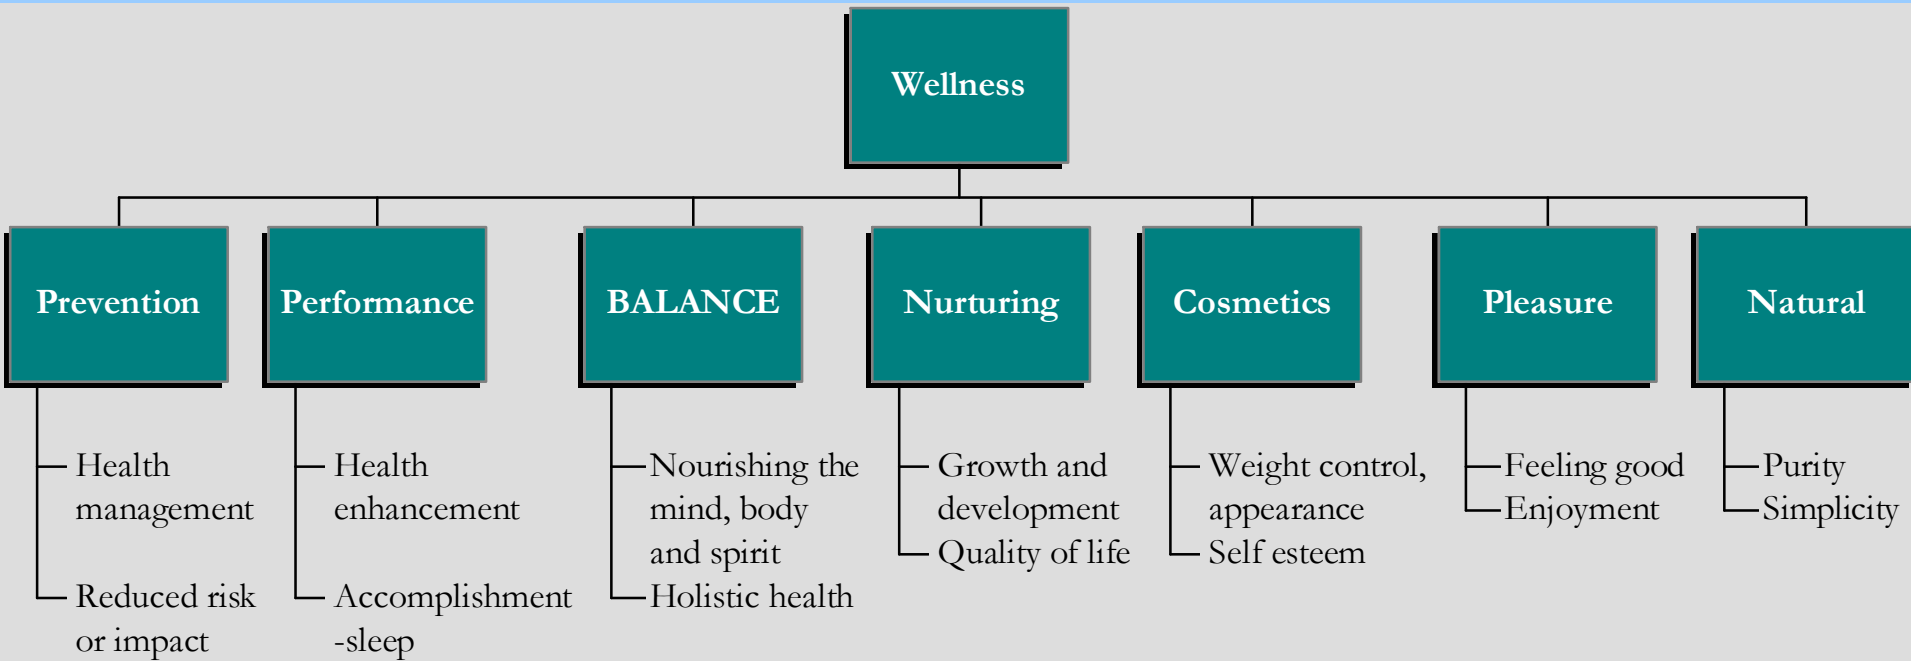 Wellness
Prevention
Performance
BALANCE
Nurturing
Cosmetics
Pleasure
Natural
Health
management
Reduced risk
or impact
Health
enhancement
Accomplishment
-sleep
Nourishing the
mind, body
and spirit
Holistic health
Growth and
development
Quality of life
Weight control,
appearance
Self esteem
Feeling good
Enjoyment
Purity
Simplicity